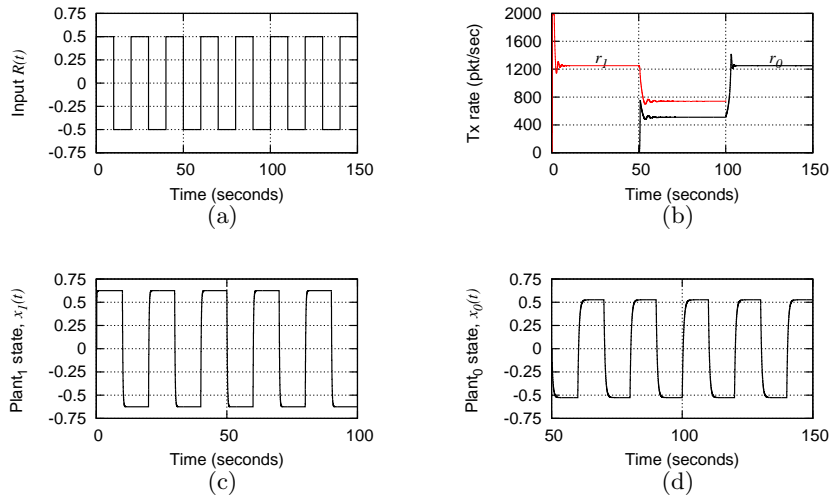 0.75
0.5
0.25
0
-0.25
-0.5
-0.75
Input R(t)
0 50 100 150
Time (seconds)
(a)
2000
1600
1200
800
400
0
Tx rate (pkt/sec)
r1
r0
0 50 100 150
Time (seconds)
(b)
0.75
0.5
0.25
0
-0.25
-0.5
-0.75
Plant1 state, x1(t)
0 50 100
Time (seconds)
(c)
0.75
0.5
0.25
0
-0.25
-0.5
-0.75
Plant0 state, x0(t)
50 100 150
Time (seconds)
(d)